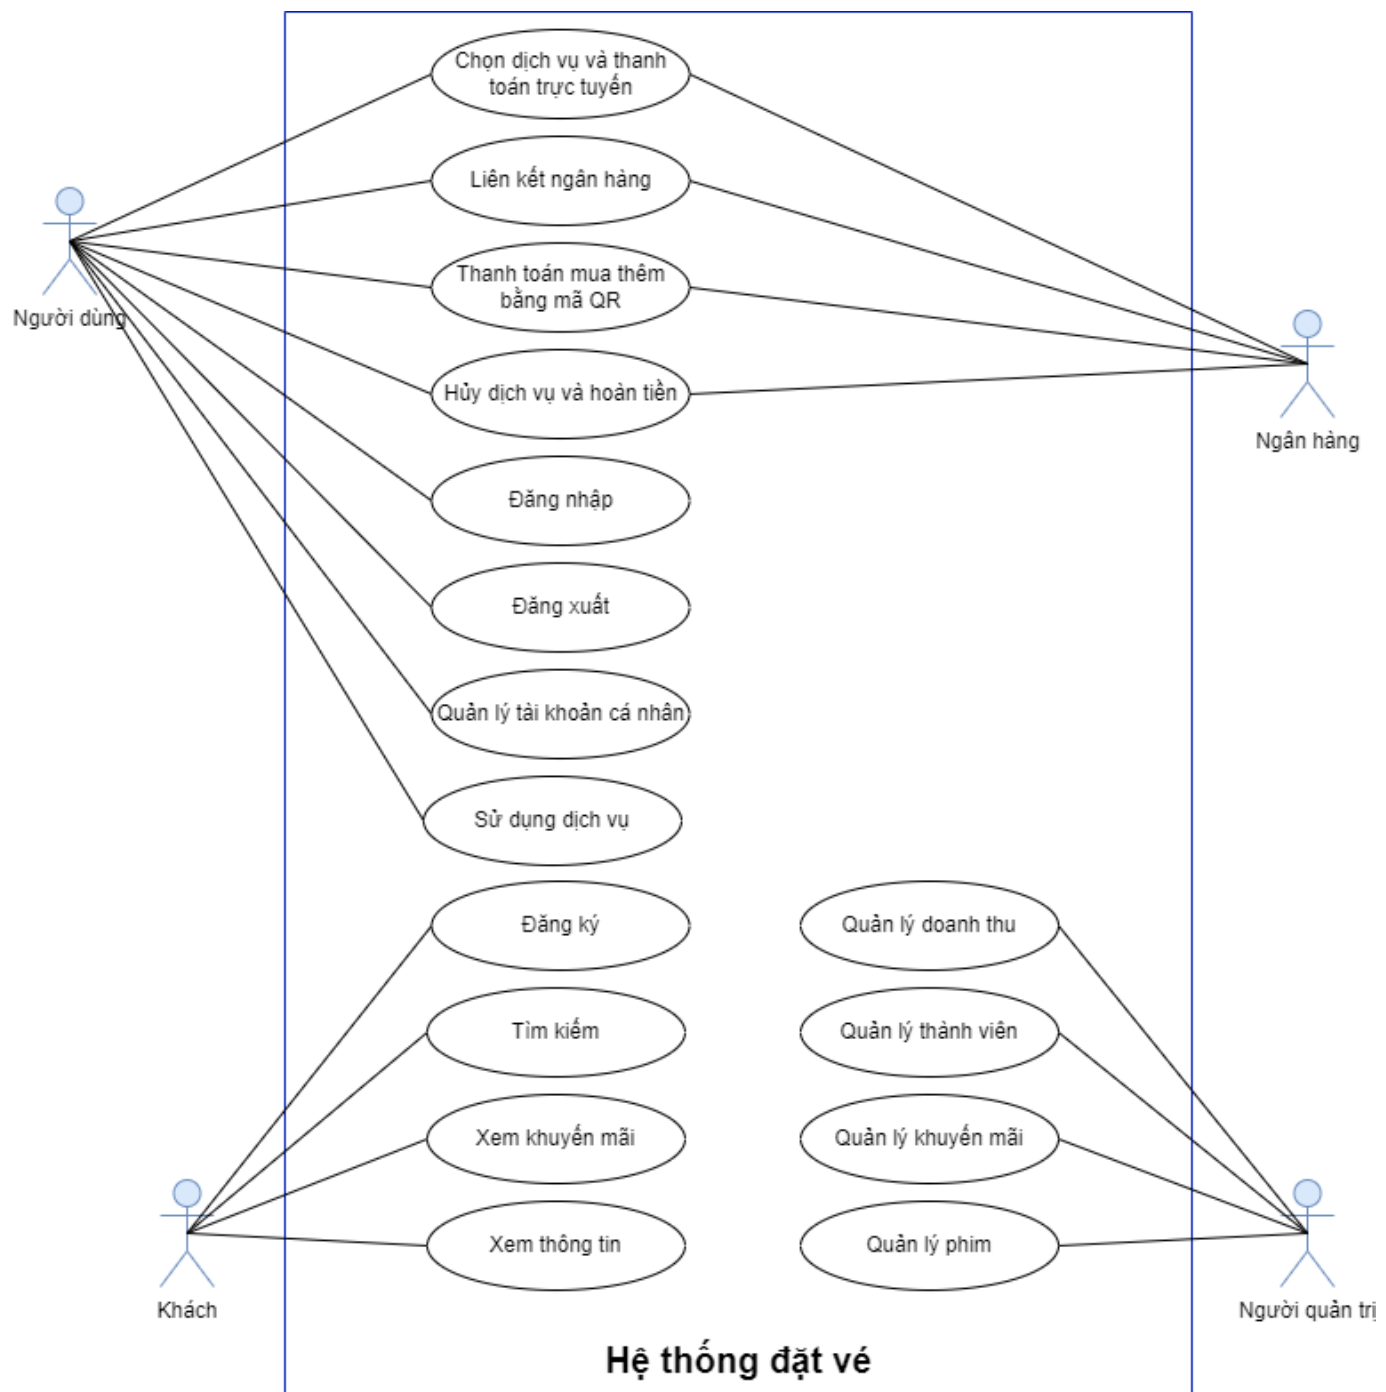 Chọn dịch vụ và thanh
toán trực tuyến
Liên kết ngân hàng
Thanh toán mua thêm
bằng mã QR
Người dùng
Hủy dịch vụ và hoàn tiền
Ngân hàng
Đăng nhập
Đăng xuất
Quản lý tài khoản cá nhân
Sử dụng dịch vụ
Đăng ký
Quản lý doanh thu
Tìm kiếm
Quản lý thành viên
Xem khuyến mãi
Quản lý khuyến mãi
Xem thông tin
Quản lý phim
Khách
Người quản trị
Hệ thống đặt vé